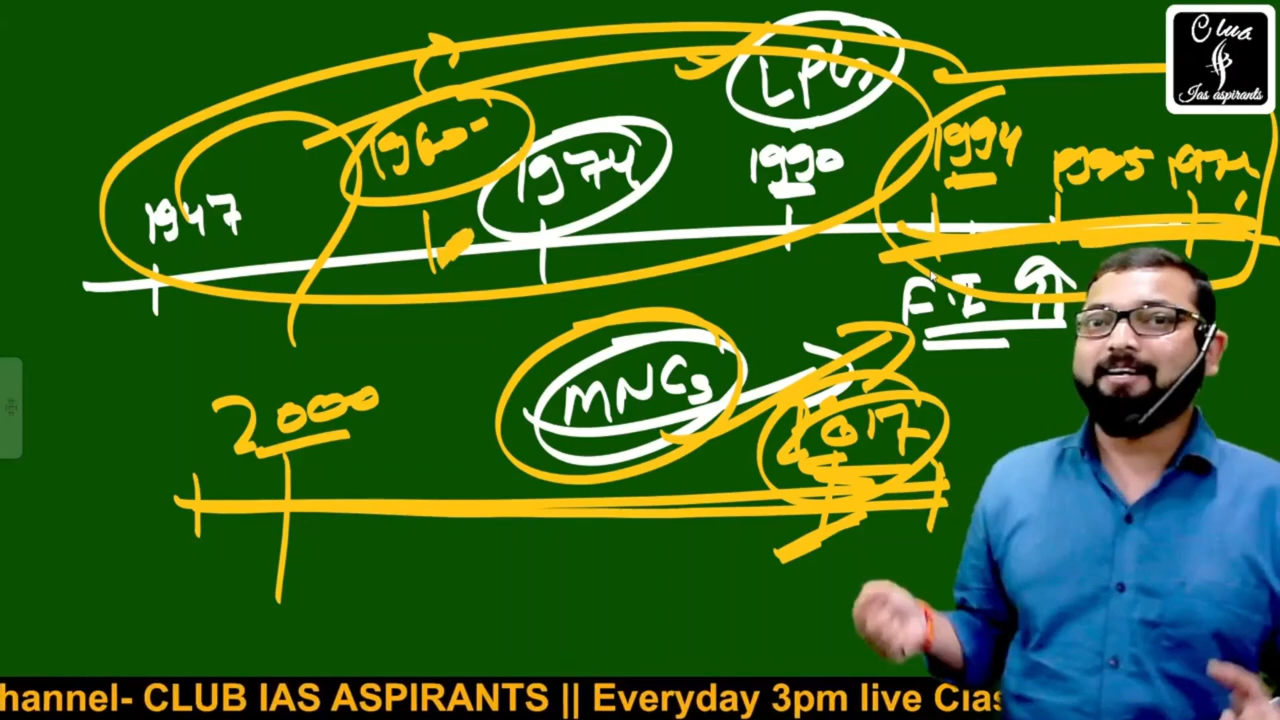 Club
Ias aspirants
LPG
1947
1960
1974
1990
1994
1995
F.I
2000
MNCs
2017
hannel- CLUB IAS ASPIRANTS || Everyday 3pm live Clas